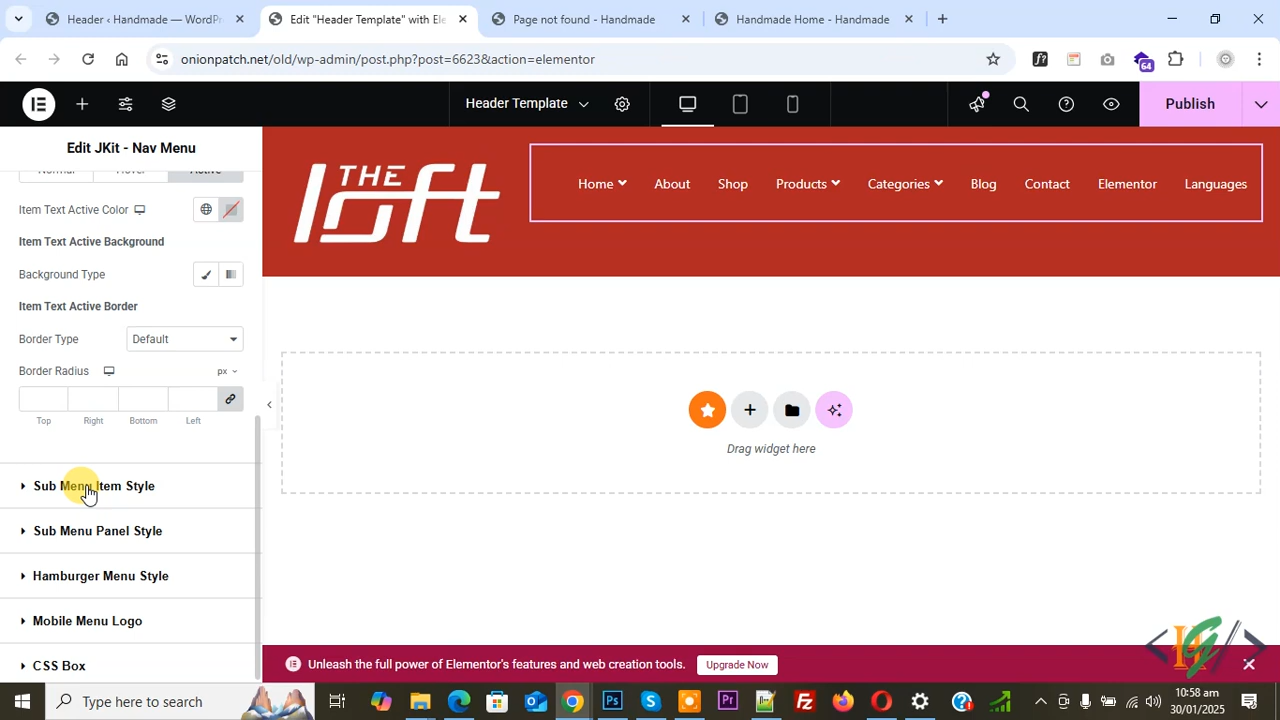 Header ‹ Handmade — WordPr
Edit "Header Template" with Ele
Page not found - Handmade
Handmade Home - Handmade
onionpatch.net/old/wp-admin/post.php?post=6623&action=elementor
64
Header Template
Publish
Edit JKit - Nav Menu
Normal
Hover
Active
Item Text Active Color
Item Text Active Background
Background Type
Item Text Active Border
Border Type
Default
Border Radius
px
Top
Right
Bottom
Left
Sub Menu Item Style
Sub Menu Panel Style
Hamburger Menu Style
Mobile Menu Logo
CSS Box
THE
loft
Home
About
Shop
Products
Categories
Blog
Contact
Elementor
Languages
Drag widget here
Unleash the full power of Elementor's features and web creation tools.
Upgrade Now
Type here to search
10:58 am
30/01/2025